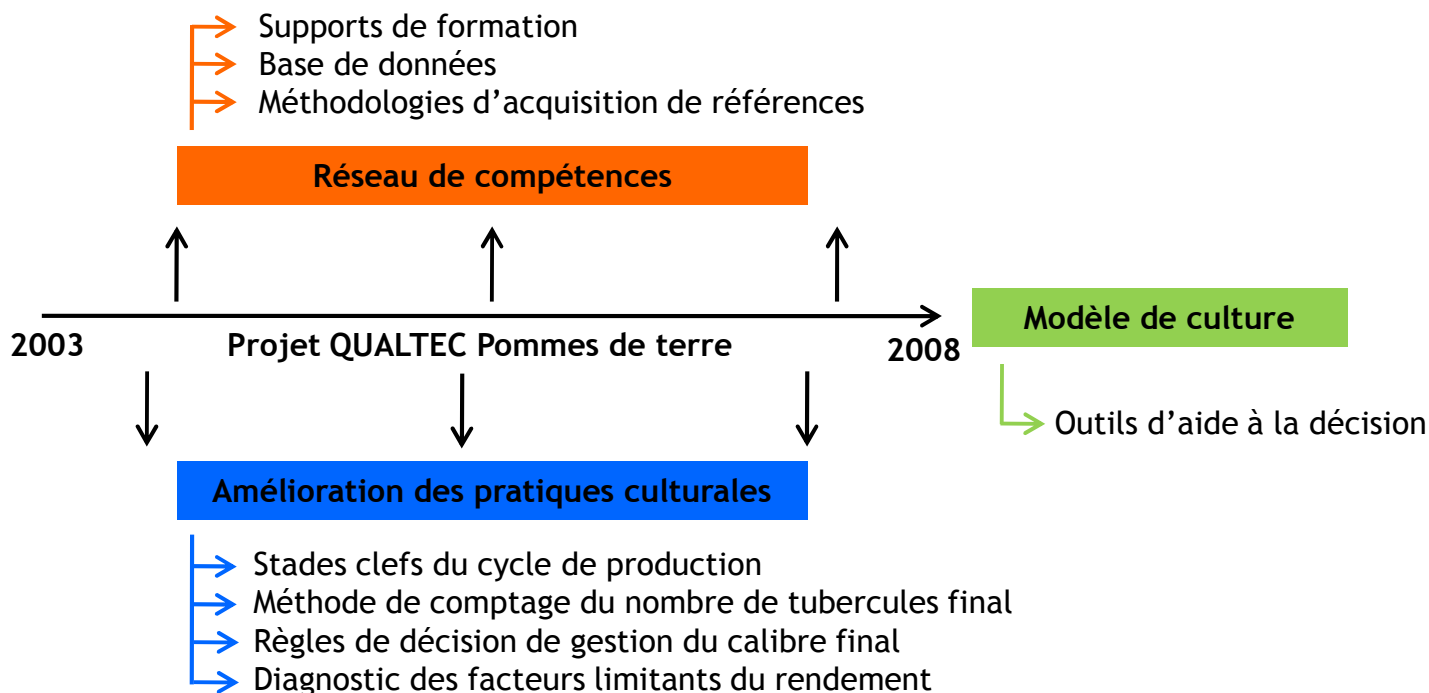 Supports de formation
Base de données
Méthodologies d’acquisition de références
Réseau de compétences
2003
Projet QUALTEC Pommes de terre
2008
Modèle de culture
Outils d’aide à la décision
Amélioration des pratiques culturales
Stades clefs du cycle de production
Méthode de comptage du nombre de tubercules final
Règles de décision de gestion du calibre final
Diagnostic des facteurs limitants du rendement